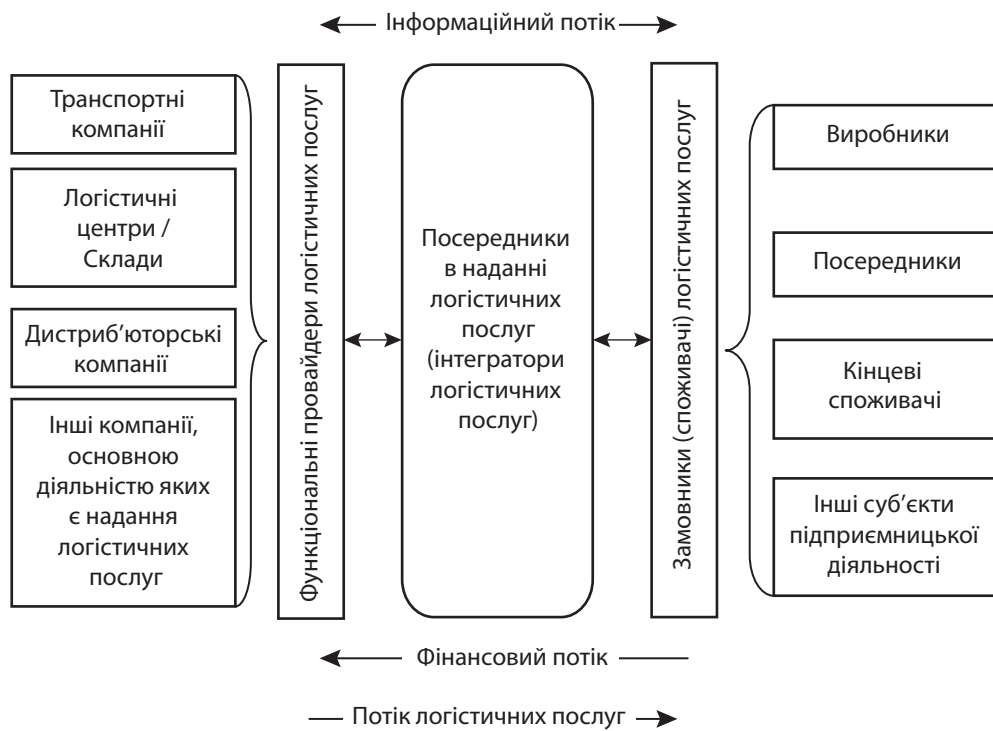 Інформаційний потік
Транспортні
компанії
Логістичні
центри /
Склади
Дистриб’юторські
компанії
Інші компанії,
основною
діяльністю яких
є надання
логістичних
послуг
Функціональні провайдери логістичних послуг
Посередники
в наданні
логістичних
послуг
(інтегратори
логістичних
послуг)
Замовники (споживачі) логістичних послуг
Виробники
Посередники
Кінцеві
споживачі
Інші суб’єкти
підприємницької
діяльності
Фінансовий потік
Потік логістичних послуг